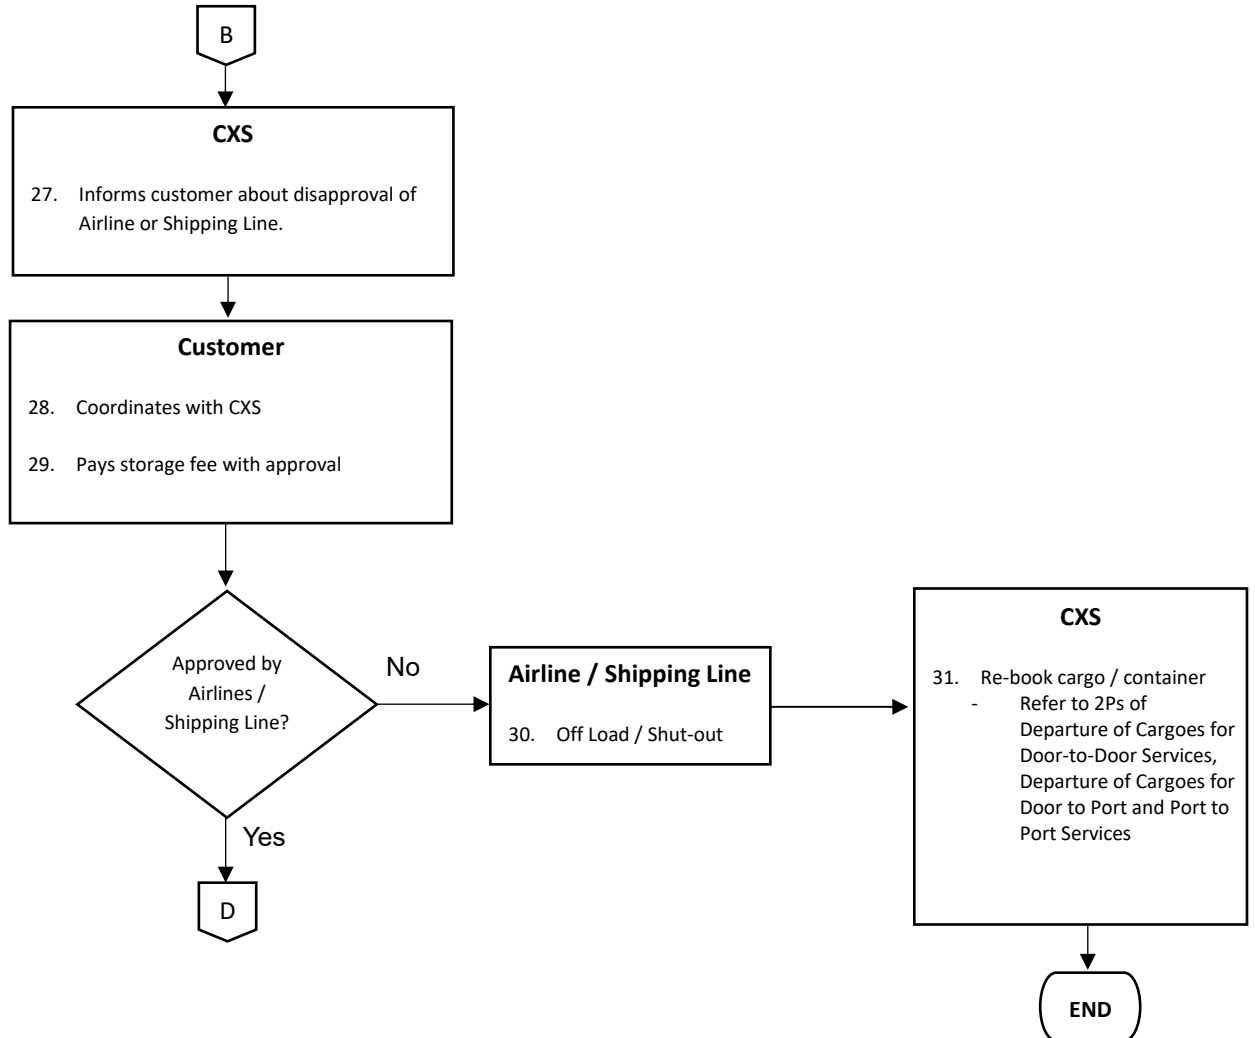 B
CXS
27. Informs customer about disapproval of
Airline or Shipping Line.
Customer
28. Coordinates with CXS
29. Pays storage fee with approval
Approved by
Airlines /
Shipping Line?
No
Yes
D
Airline / Shipping Line
30. Off Load / Shut-out
CXS
31. Re-book cargo / container
- Refer to 2Ps of
Departure of Cargoes for
Door-to-Door Services,
Departure of Cargoes for
Door to Port and Port to
Port Services
END